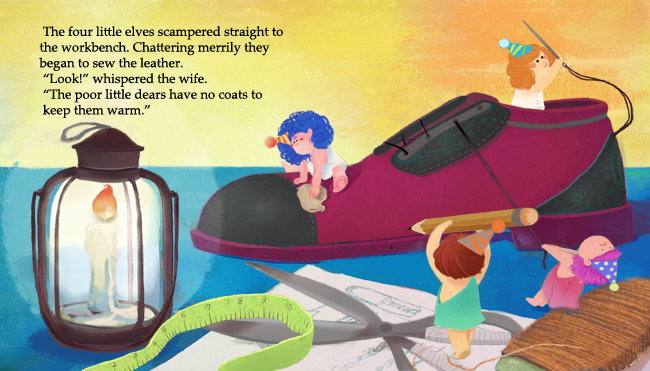 The four little elves scampered straight to
the workbench. Chattering merrily they
began to sew the leather.
“Look!” whispered the wife.
“The poor little dears have no coats to
keep them warm.”